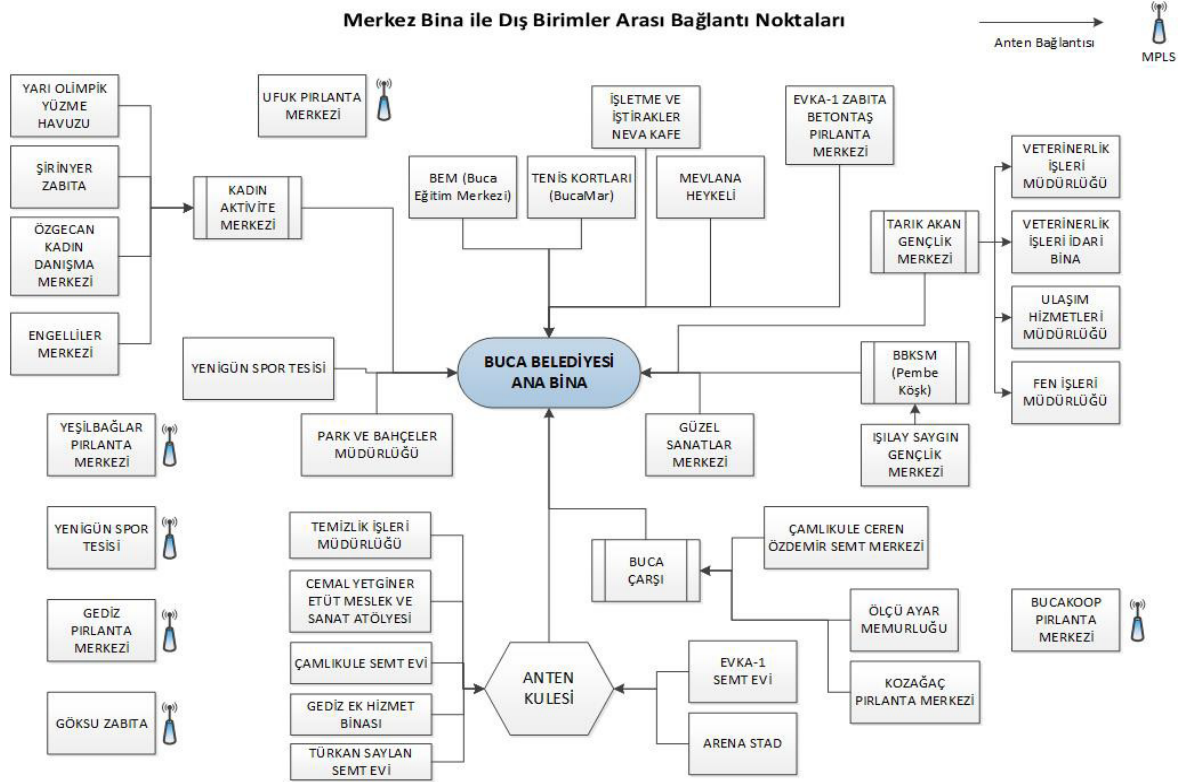 Merkez Bina ile Dış Birimler Arası Bağlantı Noktaları
Anten Bağlantısı
MPLS
YARI OLİMPİK
YÜZME
HAVUZU
ŞİRİNYER
ZABITA
ÖZGECAN
KADIN
DANIŞMA
MERKEZİ
ENGELLİLER
MERKEZİ
UFUK PIRLANTA
MERKEZİ
KADIN
AKTİVİTE
MERKEZİ
BEM (Buca
Eğitim Merkezi)
TENİS KORTLARI
(BucaMar)
İŞLETME VE
İŞTİRAKLER
NEVA KAFE
MEVLANA
HEYKELİ
EVKA-1 ZABITA
BETONTAŞ
PIRLANTA
MERKEZİ
TARIK AKAN
GENÇLİK
MERKEZİ
VETERİNERLİK
İŞLERİ
MÜDÜRLÜĞÜ
VETERİNERLİK
İŞLERİ İDARİ
BİNA
ULAŞIM
HİZMETLERİ
MÜDÜRLÜĞÜ
FEN İŞLERİ
MÜDÜRLÜĞÜ
YENİGÜN SPOR TESİSİ
BUCA BELEDİYESİ
ANA BİNA
BBKSM
(Pembe
Köşk)
PARK VE BAHÇELER
MÜDÜRLÜĞÜ
GÜZEL
SANATLAR
MERKEZİ
IŞILAY SAYGIN
GENÇLİK
MERKEZİ
YEŞİLBAĞLAR
PIRLANTA
MERKEZİ
YENİGÜN SPOR
TESİSİ
GEDİZ
PIRLANTA
MERKEZİ
GÖKSU ZABITA
TEMİZLİK İŞLERİ
MÜDÜRLÜĞÜ
CEMAL YETGİNER
ETÜT MESLEK VE
SANAT ATÖLYESİ
ÇAMLIKULE SEMT EVİ
GEDİZ EK HİZMET
BİNASI
TÜRKAN SAYLAN
SEMT EVİ
ANTEN
KULESİ
BUCA
ÇARŞI
ÇAMLIKULE CEREN
ÖZDEMİR SEMT MERKEZİ
ÖLÇÜ AYAR
MEMURLUĞU
KOZAĞAÇ
PIRLANTA MERKEZİ
EVKA-1
SEMT EVİ
ARENA STAD
BUCAKOOP
PIRLANTA
MERKEZİ